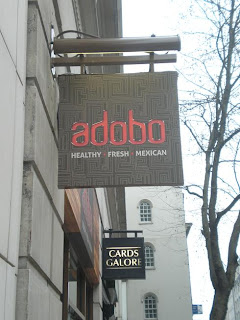 adobo
HEALTHY FRESH MEXICAN
CARDS
GALORE